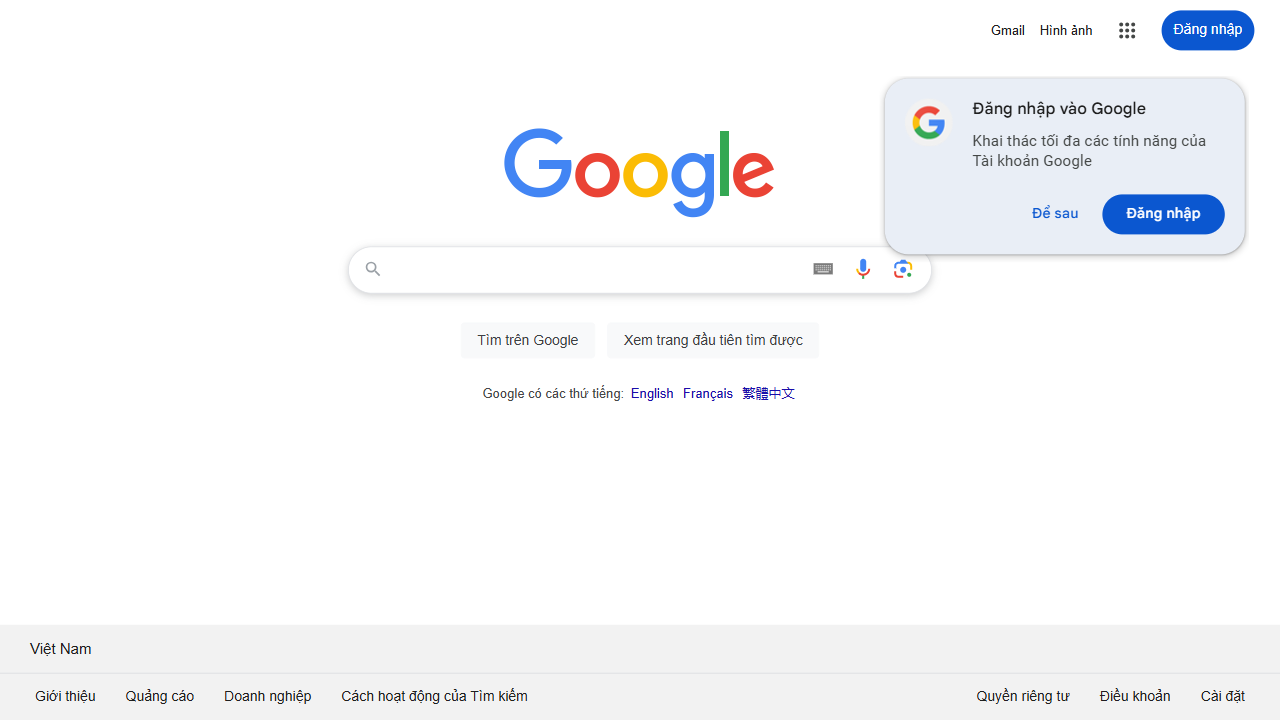 Gmail Hình ảnh Đăng nhập
Đăng nhập vào Google
Khai thác tối đa các tính năng của
Tài khoản Google
Để sau Đăng nhập
Google
Tìm trên Google Xem trang đầu tiên tìm được
Google có các thứ tiếng: English Français 繁體中文
Việt Nam
Giới thiệu Quảng cáo Doanh nghiệp Cách hoạt động của Tìm kiếm Quyền riêng tư Điều khoản Cài đặt